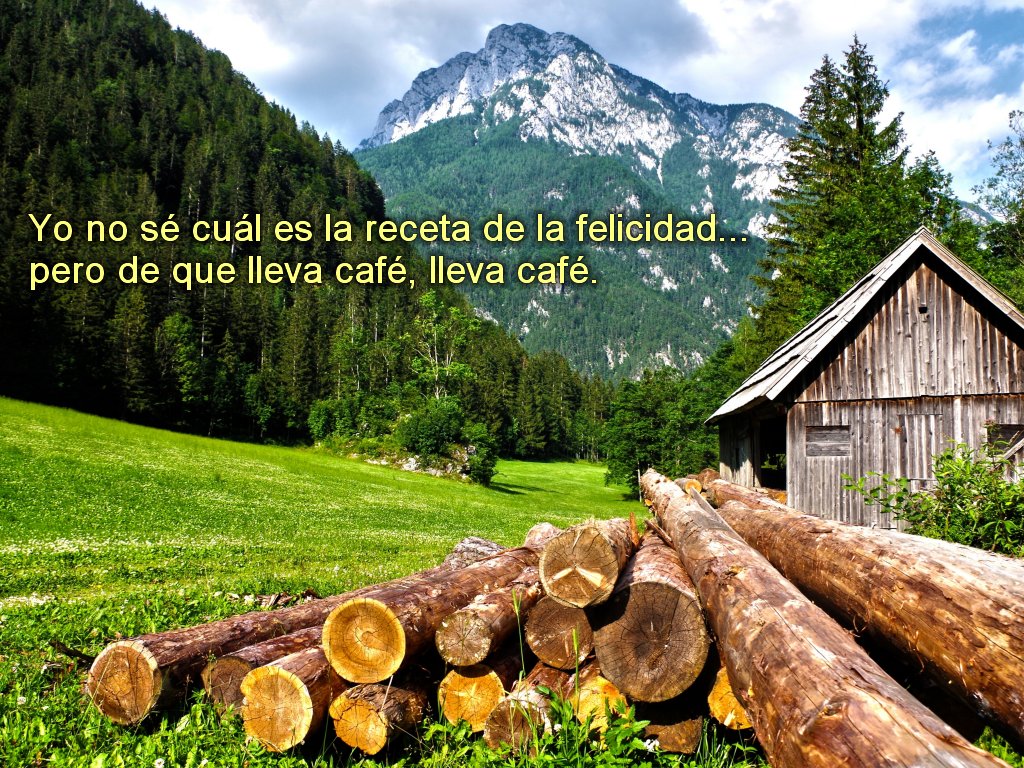 Yo no sé cuál es la receta de la felicidad...
pero de que lleva café, lleva café.